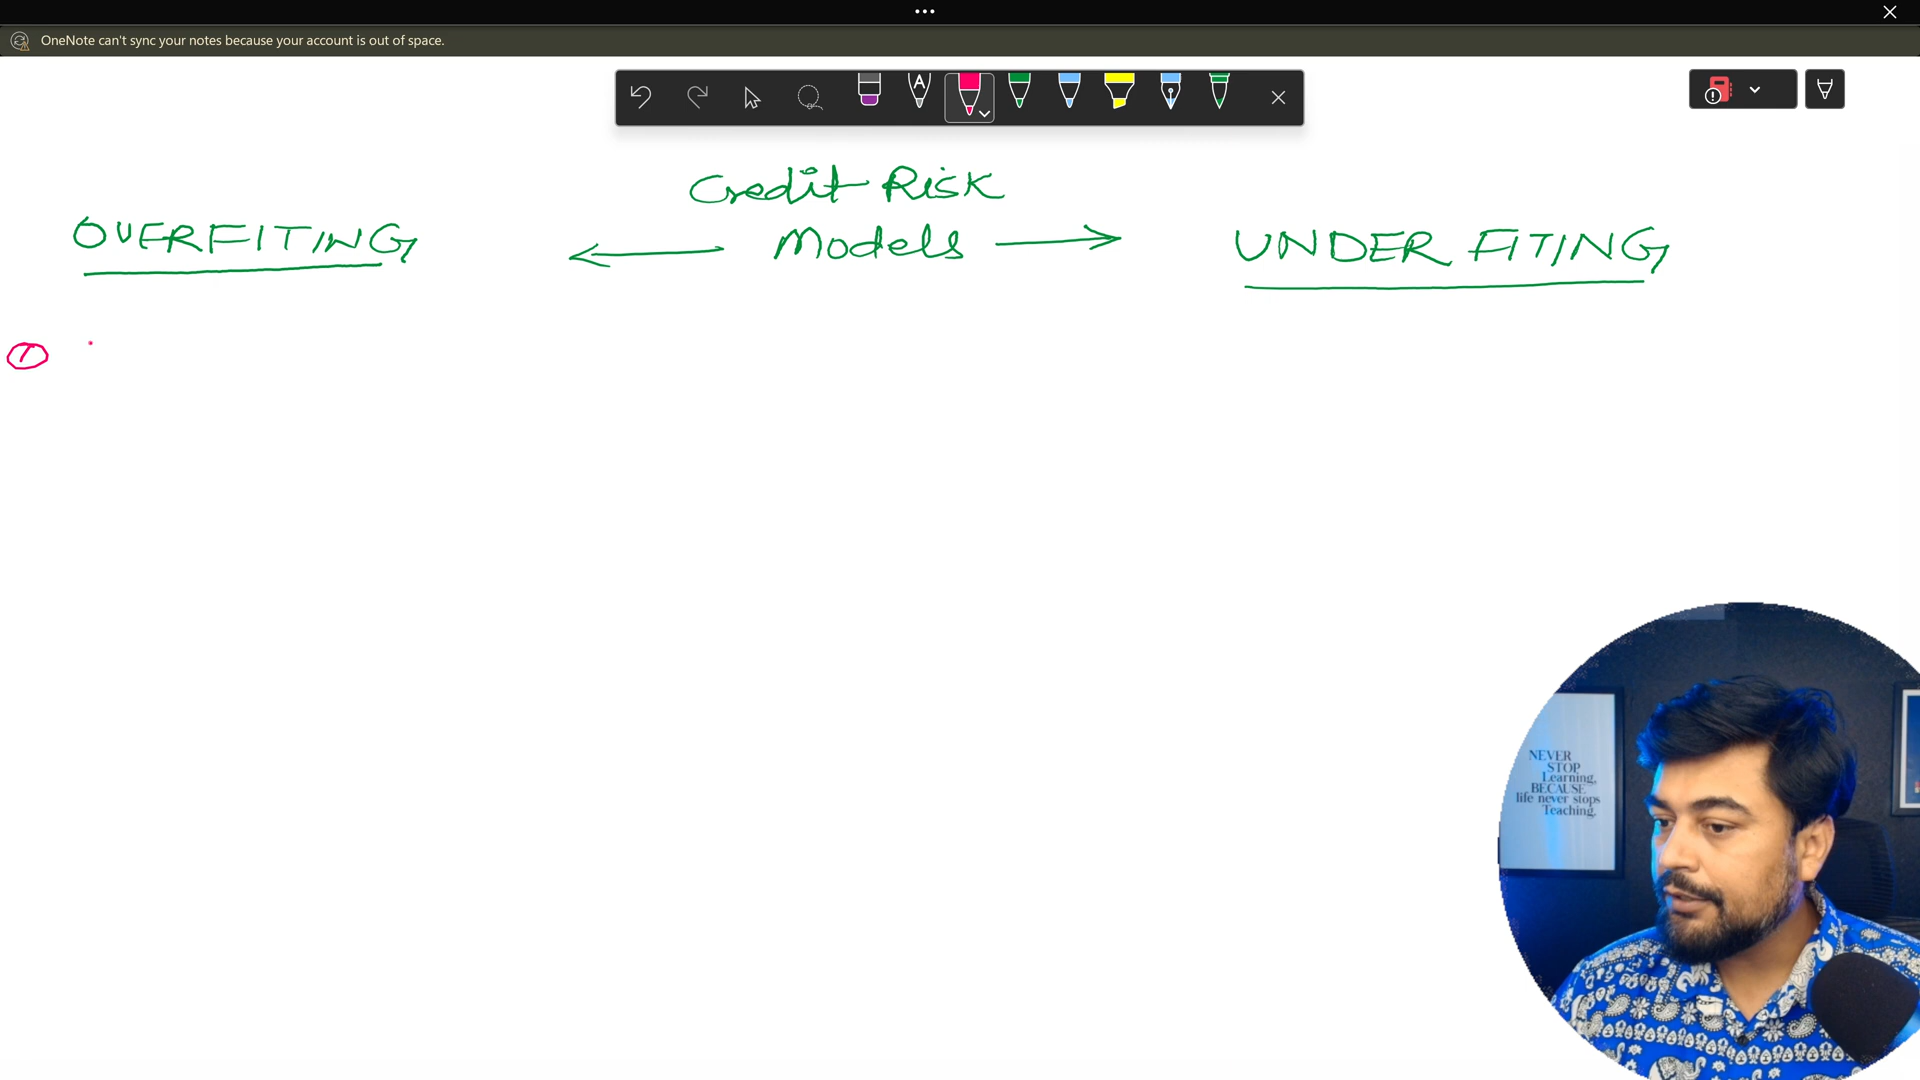 OneNote can't sync your notes because your account is out of space.
Credit Risk
OVERFITING
Models
UNDER FITING
1
NEVER
STOP
Learning,
BECAUSE
life never stops
Teaching.